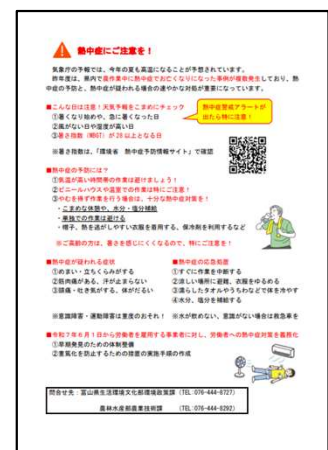 熱中症にご注意を！
気象庁の予報では、今年の夏も高温になることが予想されています。
昨年度は、県内で農作業中に熱中症でお亡くなりになった事例が複数発生しており、熱
中症の予防と、熱中症が疑われる場合の速やかな対処が重要になっています。
■こんな日は注意！天気予報をこまめにチェック
熱中症警戒アラートが
出たら特に注意！
①暑くなり始めや、急に暑くなった日
②風がない日や湿度が高い日
③暑さ指数（WBGT）が28以上となる日
※暑さ指数は、「環境省　熱中症予防情報サイト」で確認
■熱中症の予防には？
①気温が高い時間帯の作業は避けましょう！
②ビニールハウスや温室での作業は特にご注意！
③やむを得ず作業を行う場合は、十分な熱中症対策を！
・こまめな休憩や、水分・塩分補給
・単独での作業は避ける
・帽子、熱を逃がしやすい衣服を着用する、保冷剤を利用するなど
※ご高齢の方は、暑さを感じにくくなるので、特にご注意を！
■熱中症が疑われる症状
①めまい・立ちくらみがする
②筋肉痛がある、汗が止まらない
③頭痛・吐き気がする、体がだるい
※意識障害・運動障害は重度のおそれ！
■熱中症の応急処置
①すぐに作業を中断する
②涼しい場所に避難、衣服をゆるめる
③濡らしたタオルやうちわなどで体を冷やす
④水分、塩分を補給する
※水が飲めない、意識がない場合は救急車を
■令和７年６月１日から労働者を雇用する事業者に対し、労働者への熱中症対策を義務化
①早期発見のための体制整備
②重篤化を防止するための措置の実施手順の作成
問合せ先：富山県生活環境文化部環境政策課（TEL:076-444-8727）
農林水産部農業技術課　（TEL:076-444-8292）